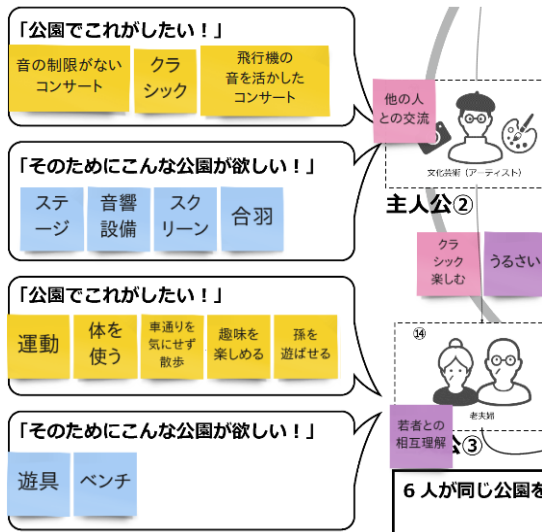 「公園でこれがしたい！」
音の制限がない
コンサート
クラ
シック
飛行機の
音を活かした
コンサート
「そのためにこんな公園が欲しい！」
ステ
ージ
音響
設備
スク
リーン
合羽
他の人
との交流
文化芸術（アーティスト）
主人公②
クラ
シック
楽しむ
うるさい
「公園でこれがしたい！」
運動
体を
使う
車通りを
気にせず
散歩
趣味を
楽しめる
孫を
遊ばせる
⑭
老夫婦
「そのためにこんな公園が欲しい！」
遊具
ベンチ
若者との
相互理解
公③
6人が同じ公園を